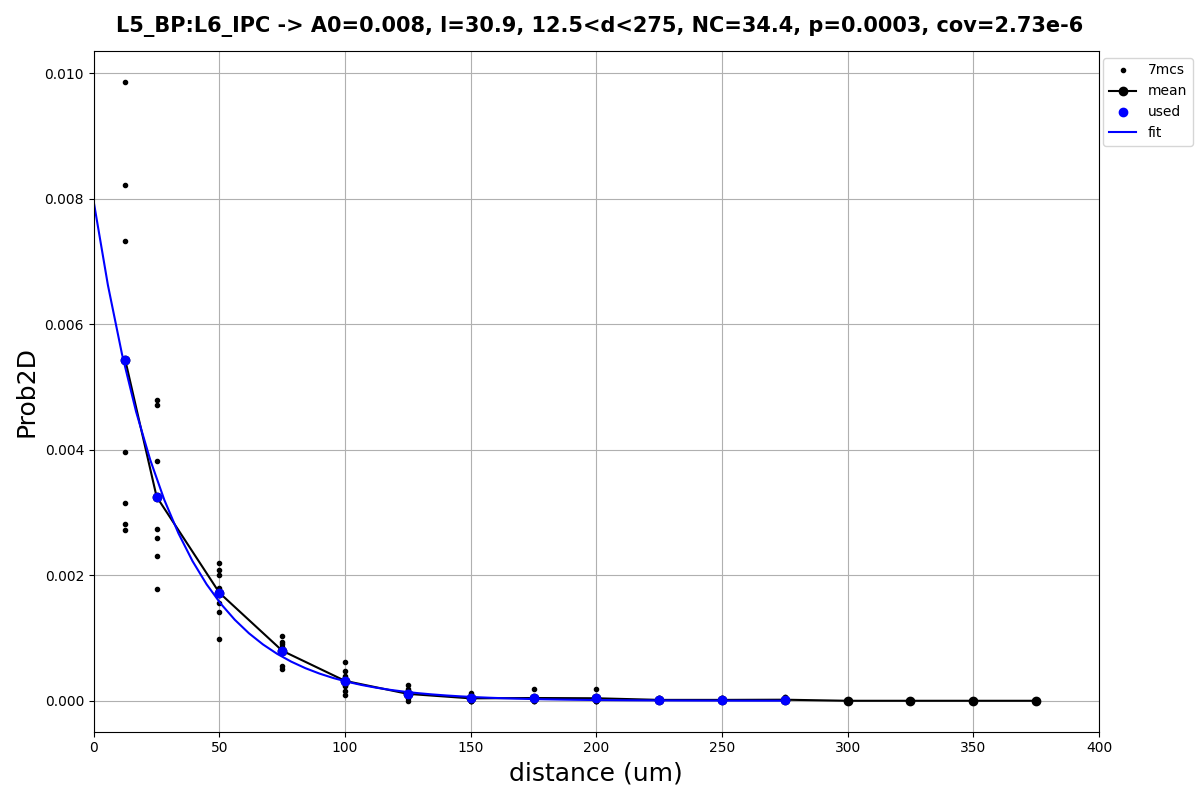 L5_BP:L6_IPC -> A0=0.008, l=30.9, 12.5<d<275, NC=34.4, p=0.0003, cov=2.73e-6
7mcs
mean
used
fit
Prob2D
0.010
0.008
0.006
0.004
0.002
0.000
0 50 100 150 200 250 300 350 400
distance (um)